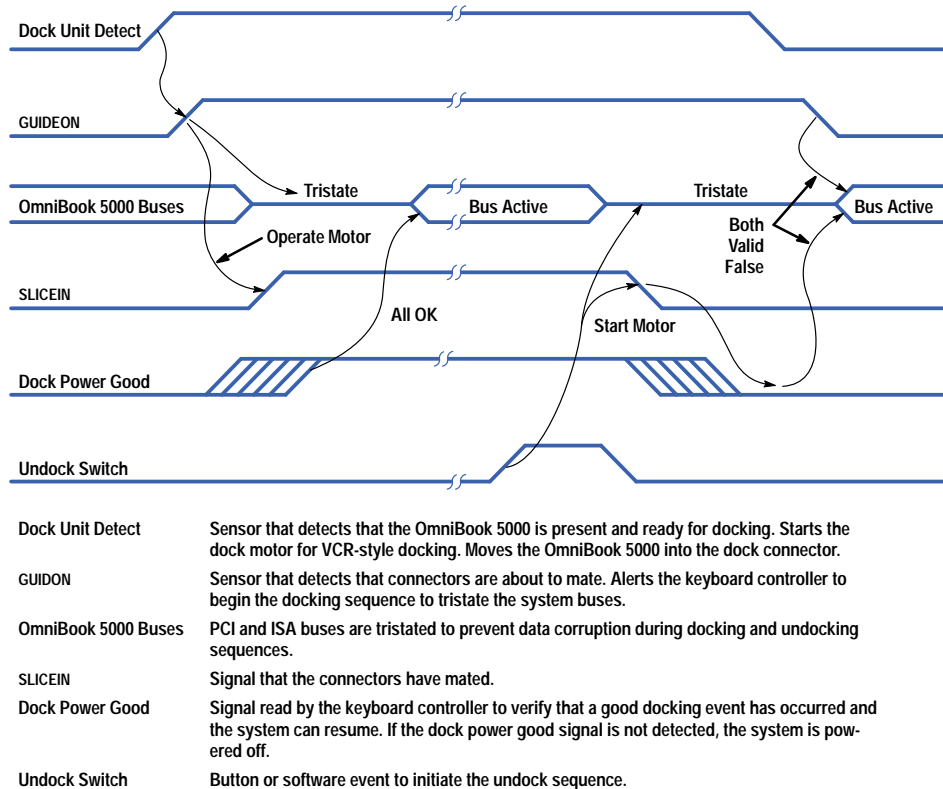 Dock Unit Detect
GUIDEON
Tristate
Tristate
OmniBook 5000 Buses
Bus Active
Bus Active
Operate Motor
Both
Valid
False
SLICEIN
All OK
Start Motor
Dock Power Good
Undock Switch
Dock Unit Detect Sensor that detects that the OmniBook 5000 is present and ready for docking. Starts the
dock motor for VCR-style docking. Moves the OmniBook 5000 into the dock connector.
GUIDON Sensor that detects that connectors are about to mate. Alerts the keyboard controller to
begin the docking sequence to tristate the system buses.
OmniBook 5000 Buses PCI and ISA buses are tristated to prevent data corruption during docking and undocking
sequences.
SLICEIN Signal that the connectors have mated.
Dock Power Good Signal read by the keyboard controller to verify that a good docking event has occurred and
the system can resume. If the dock power good signal is not detected, the system is pow-
ered off.
Undock Switch Button or software event to initiate the undock sequence.